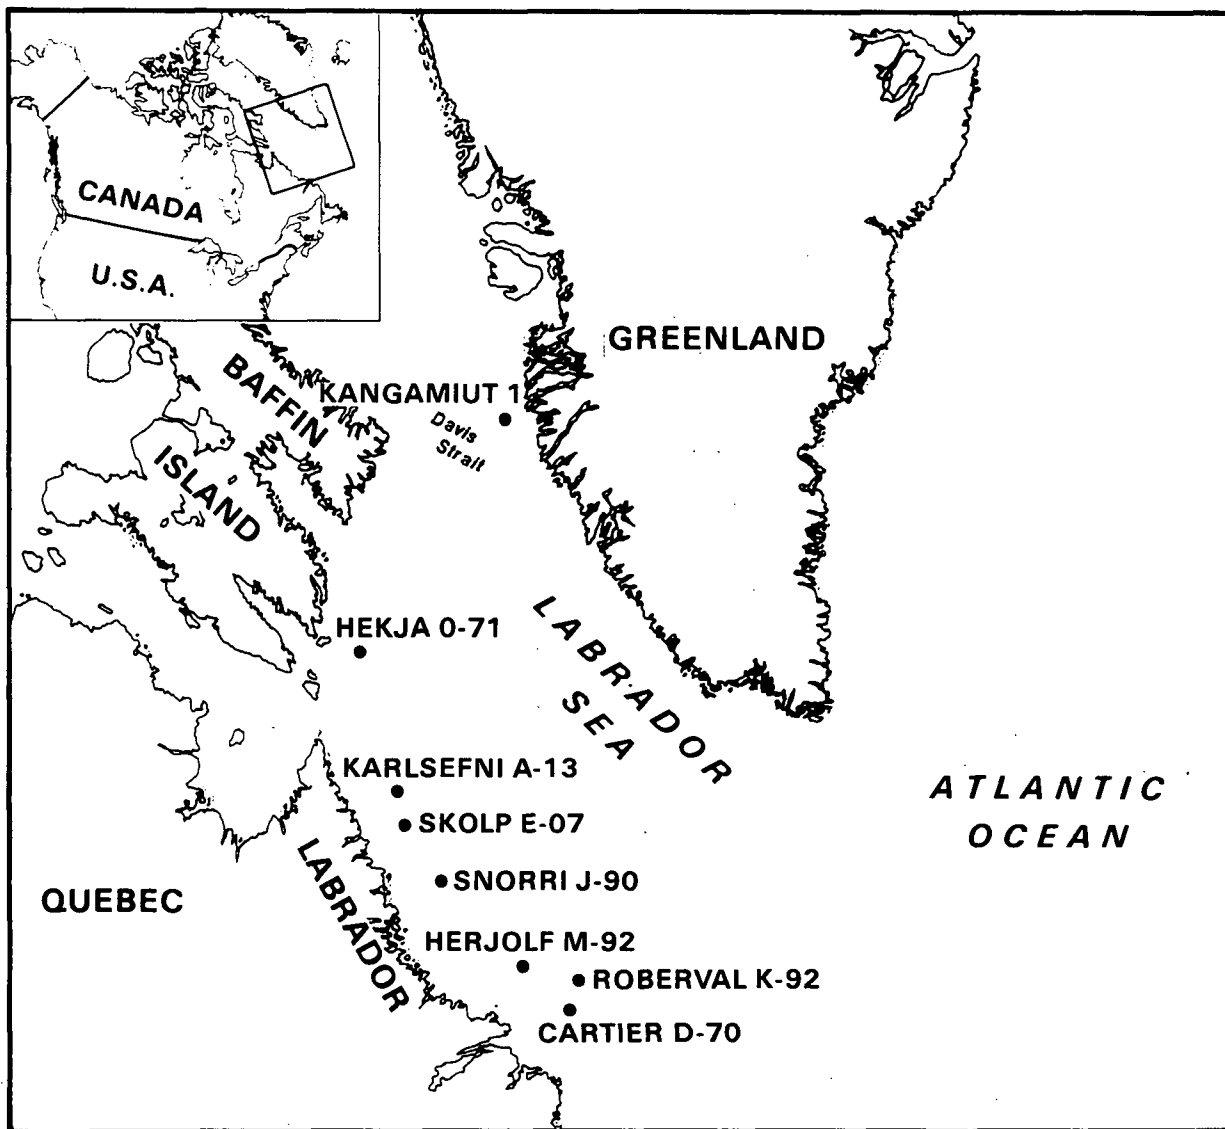 CANADA
U.S.A.
GREENLAND
BAFFIN
ISLAND
KANGAMIUT 1
Davis
Strait
HEKJA O-71
LABRADOR
SEA
KARLSEFNI A-13
SKOLP E-07
SNORRI J-90
ATLANTIC
OCEAN
QUEBEC
LABRADOR
HERJOLF M-92
ROBERVAL K-92
CARTIER D-70